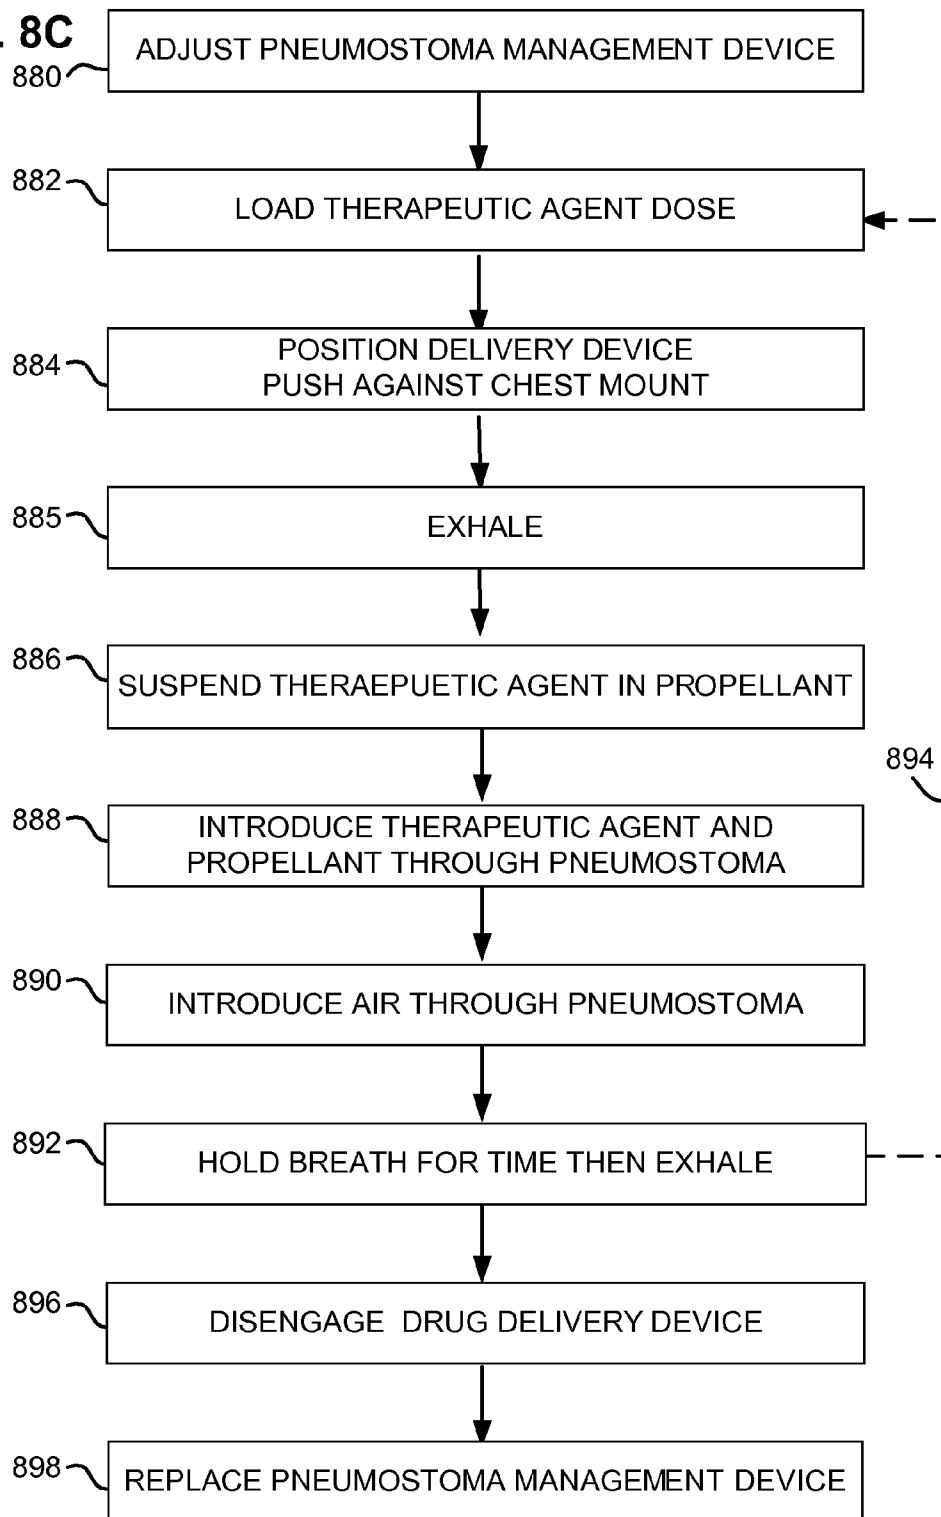 . 8C
880
ADJUST PNEUMOSTOMA MANAGEMENT DEVICE
882
LOAD THERAPEUTIC AGENT DOSE
884
POSITION DELIVERY DEVICE
PUSH AGAINST CHEST MOUNT
885
EXHALE
886
SUSPEND THERAEPUETIC AGENT IN PROPELLANT
894
888
INTRODUCE THERAPEUTIC AGENT AND
PROPELLANT THROUGH PNEUMOSTOMA
890
INTRODUCE AIR THROUGH PNEUMOSTOMA
892
HOLD BREATH FOR TIME THEN EXHALE
896
DISENGAGE DRUG DELIVERY DEVICE
898
REPLACE PNEUMOSTOMA MANAGEMENT DEVICE